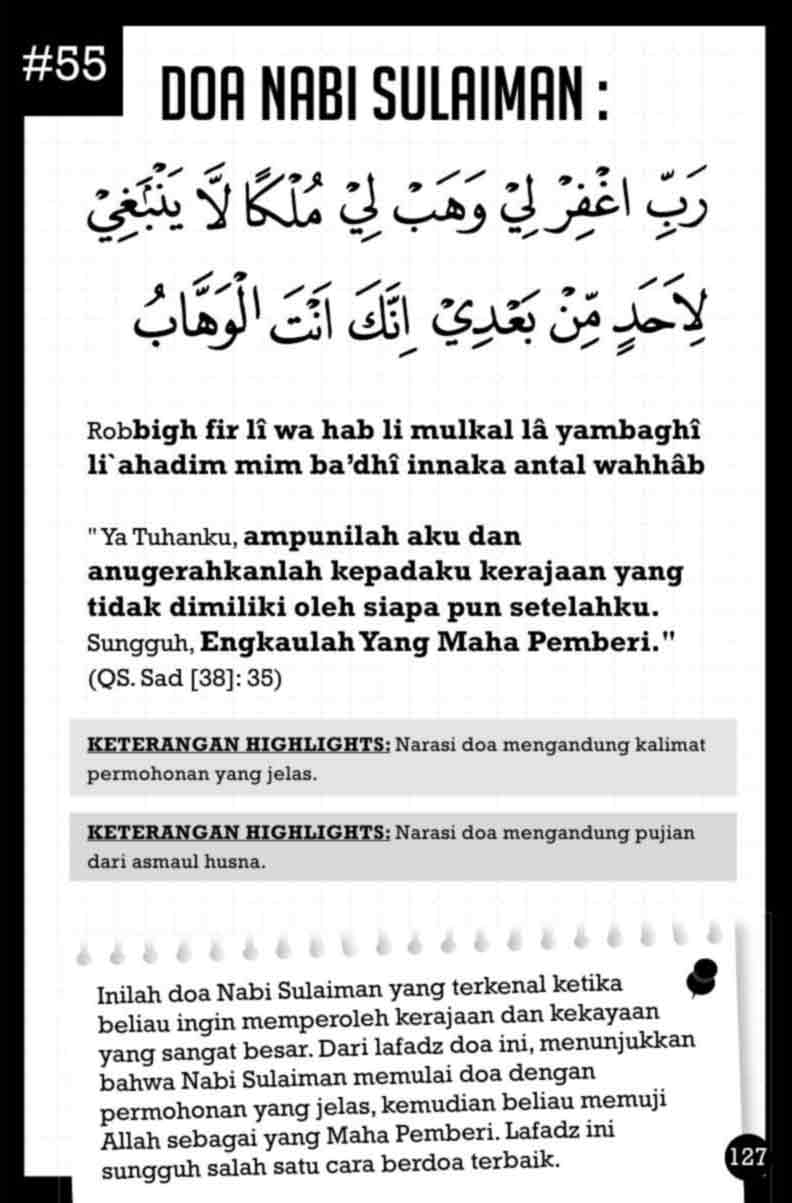 #55
DOA NABI SULAIMAN :
رَبِّ اغْفِرْ لِيْ وَهَبْ لِيْ مُلْكًا لَّا يَنْۢبَغِيْ
لِاَحَدٍ مِّنْۢ بَعْدِيْ اِنَّكَ اَنْتَ الْوَهَّابُ
Robbigh fir lî wa hab li mulkal lâ yambaghî
li`ahadim mim ba’dhî innaka antal wahhâb
"Ya Tuhanku, ampunilah aku dan
anugerahkanlah kepadaku kerajaan yang
tidak dimiliki oleh siapa pun setelahku.
Sungguh, Engkaulah Yang Maha Pemberi."
(QS. Sad [38]: 35)
KETERANGAN HIGHLIGHTS: Narasi doa mengandung kalimat
permohonan yang jelas.
KETERANGAN HIGHLIGHTS: Narasi doa mengandung pujian
dari asmaul husna.
Inilah doa Nabi Sulaiman yang terkenal ketika
beliau ingin memperoleh kerajaan dan kekayaan
yang sangat besar. Dari lafadz doa ini, menunjukkan
bahwa Nabi Sulaiman memulai doa dengan
permohonan yang jelas, kemudian beliau memuji
Allah sebagai yang Maha Pemberi. Lafadz ini
sungguh salah satu cara berdoa terbaik.
127